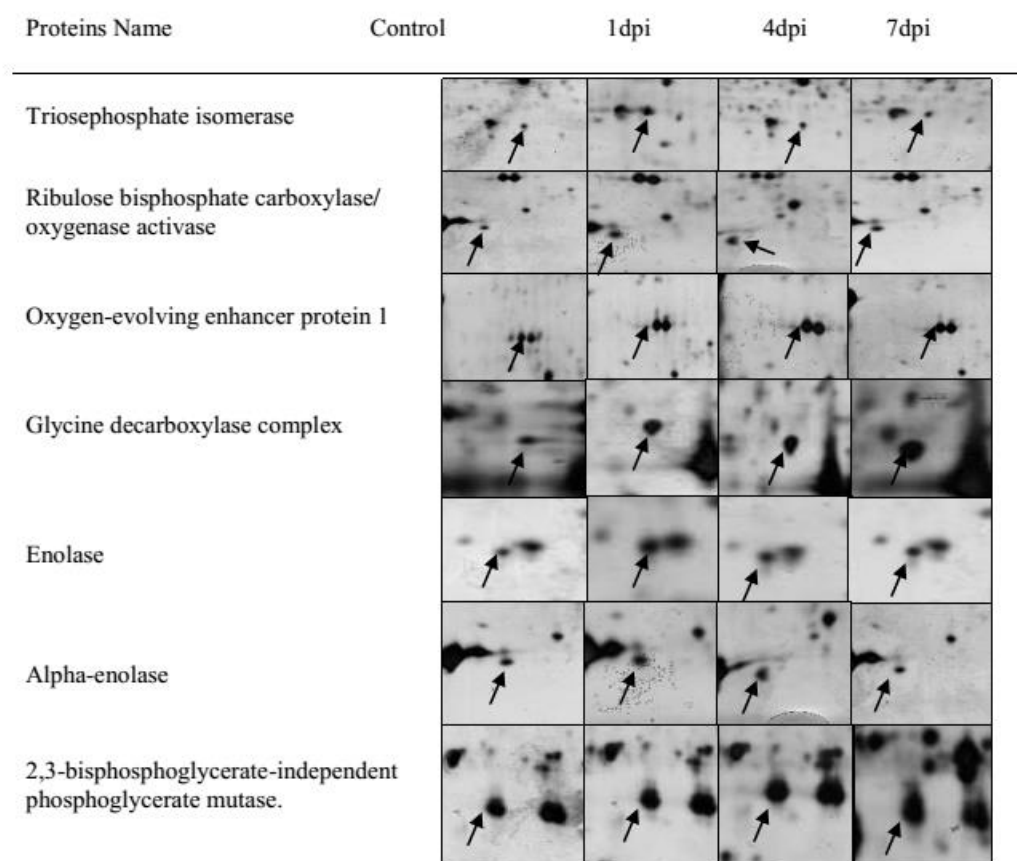 Proteins Name Control 1dpi 4dpi 7dpi
Triosephosphate isomerase
Ribulose bisphosphate carboxylase/
oxygenase activase
Oxygen-evolving enhancer protein 1
Glycine decarboxylase complex
Enolase
Alpha-enolase
2,3-bisphosphoglycerate-independent
phosphoglycerate mutase.